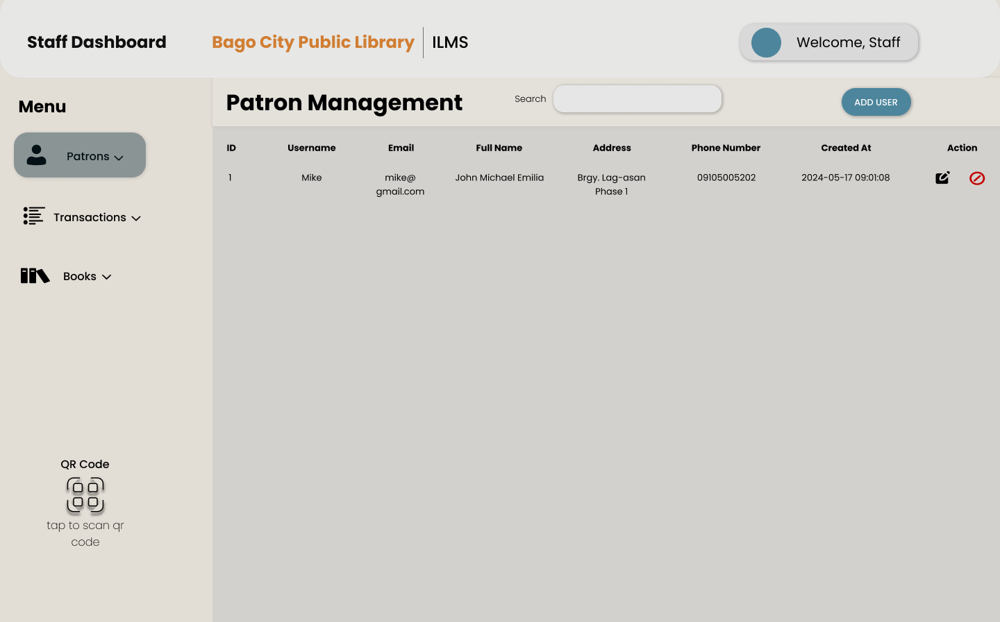 Staff Dashboard
Bago City Public Library
ILMS
Welcome, Staff
Menu
Patrons
Transactions
Books
QR Code
tap to scan qr
code
Patron Management
Search
ADD USER
ID Username Email Full Name Address Phone Number Created At Action
1 Mike mike@ John Michael Emilia Brgy. Lag-asan 09105005202 2024-05-17 09:01:08
gmail.com Phase 1